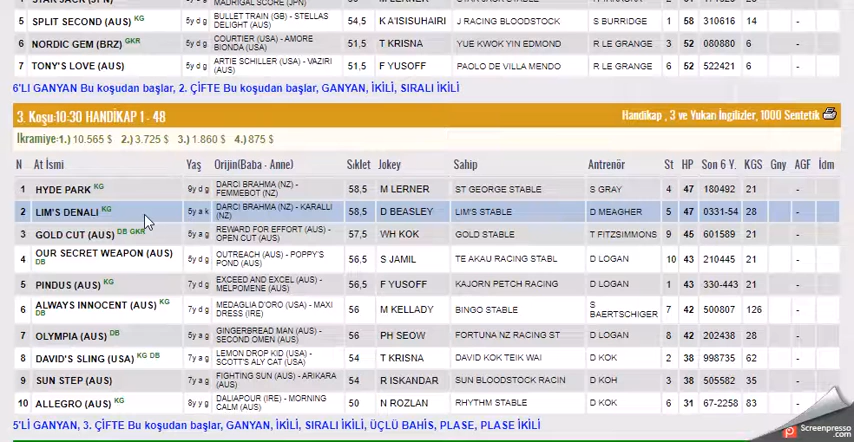 MADRIGAL SCORE (JPN)
5 SPLIT SECOND (AUS) KG 5y d g BULLET TRAIN (GB) - STELLAS DELIGHT (AUS) 54,5 K A'ISISUHAIRI J RACING BLOODSTOCK S BURRIDGE 1 58 310616 14
6 NORDIC GEM (BRZ) GKR 5y d g COURTIER (USA) - AMORE BIONDA (USA) 51,5 T KRISNA YUE KWOK YIN EDMOND R LE GRANGE 3 52 080880 6
7 TONY'S LOVE (AUS) 5y d g ARTIE SCHILLER (USA) - VAZIRI (AUS) 51,5 F YUSOFF PAOLO DE VILLA MENDO R LE GRANGE 6 52 522421 6
6'LI GANYAN Bu koşudan başlar, 2. ÇİFTE Bu koşudan başlar, GANYAN, İKİLİ, SIRALI İKİLİ
3. Koşu:10:30 HANDİKAP 1 - 48 Handikap , 3 ve Yukarı İngilizler, 1000 Sentetik
İkramiye:1.) 10.565 $ 2.) 3.725 $ 3.) 1.860 $ 4.) 875 $
N At İsmi Yaş Orijin(Baba - Anne) Sıklet Jokey Sahip Antrenör St HP Son 6 Y. KGS Gny AGF İdm
1 HYDE PARK KG 9y d g DARCI BRAHMA (NZ) - FEMMEBOT (NZ) 58,5 M LERNER ST GEORGE STABLE S GRAY 4 47 180492 21 -
2 LIM'S DENALI KG 5y a k DARCI BRAHMA (NZ) - KARALLI (NZ) 58,5 D BEASLEY LIM'S STABLE D MEAGHER 5 47 0331-54 28 -
3 GOLD CUT (AUS) DB GKR 5y a g REWARD FOR EFFORT (AUS) - OPEN CUT (AUS) 57,5 WH KOK GOLD STABLE T FITZSIMMONS 9 45 601589 21 -
4 OUR SECRET WEAPON (AUS) DB 5y a g OUTREACH (AUS) - POPPY'S POND (AUS) 56,5 S JAMIL TE AKAU RACING STABL D LOGAN 10 43 210445 21 -
5 PINDUS (AUS) KG 7y d g EXCEED AND EXCEL (AUS) - MELPOMENE (AUS) 56,5 F YUSOFF KAJORN PETCH RACING D LOGAN 1 43 330-443 21 -
6 ALWAYS INNOCENT (AUS) KG DB 7y d g MEDAGLIA D'ORO (USA) - MAXI DRESS (IRE) 56 M KELLADY BINGO STABLE S BAERTSCHIGER 7 42 500807 126 -
7 OLYMPIA (AUS) DB 5y a g GINGERBREAD MAN (AUS) - SECOND OMEN (AUS) 56 PH SEOW FORTUNA NZ RACING ST D LOGAN 8 42 202438 28 -
8 DAVID'S SLING (USA) KG DB 7y a g LEMON DROP KID (USA) - SCOTT'S ALY CAT (USA) 54 T KRISNA DAVID KOK TEIK WAI D KOK 2 38 998735 62 -
9 SUN STEP (AUS) 7y a g FIGHTING SUN (AUS) - ARIKARA (AUS) 54 R ISKANDAR SUN BLOODSTOCK RACIN D KOH 3 38 505582 35 -
10 ALLEGRO (AUS) KG 8y y g DALIAPOUR (IRE) - MORNING CALM (AUS) 50 N ROZLAN RHYTHM STABLE D KOK 6 31 67-2258 83 -
5'Lİ GANYAN, 3. ÇİFTE Bu koşudan başlar, GANYAN, İKİLİ, SIRALI İKİLİ, ÜÇLÜ BAHİS, PLASE, PLASE İKİLİ
Screenpresso
.com